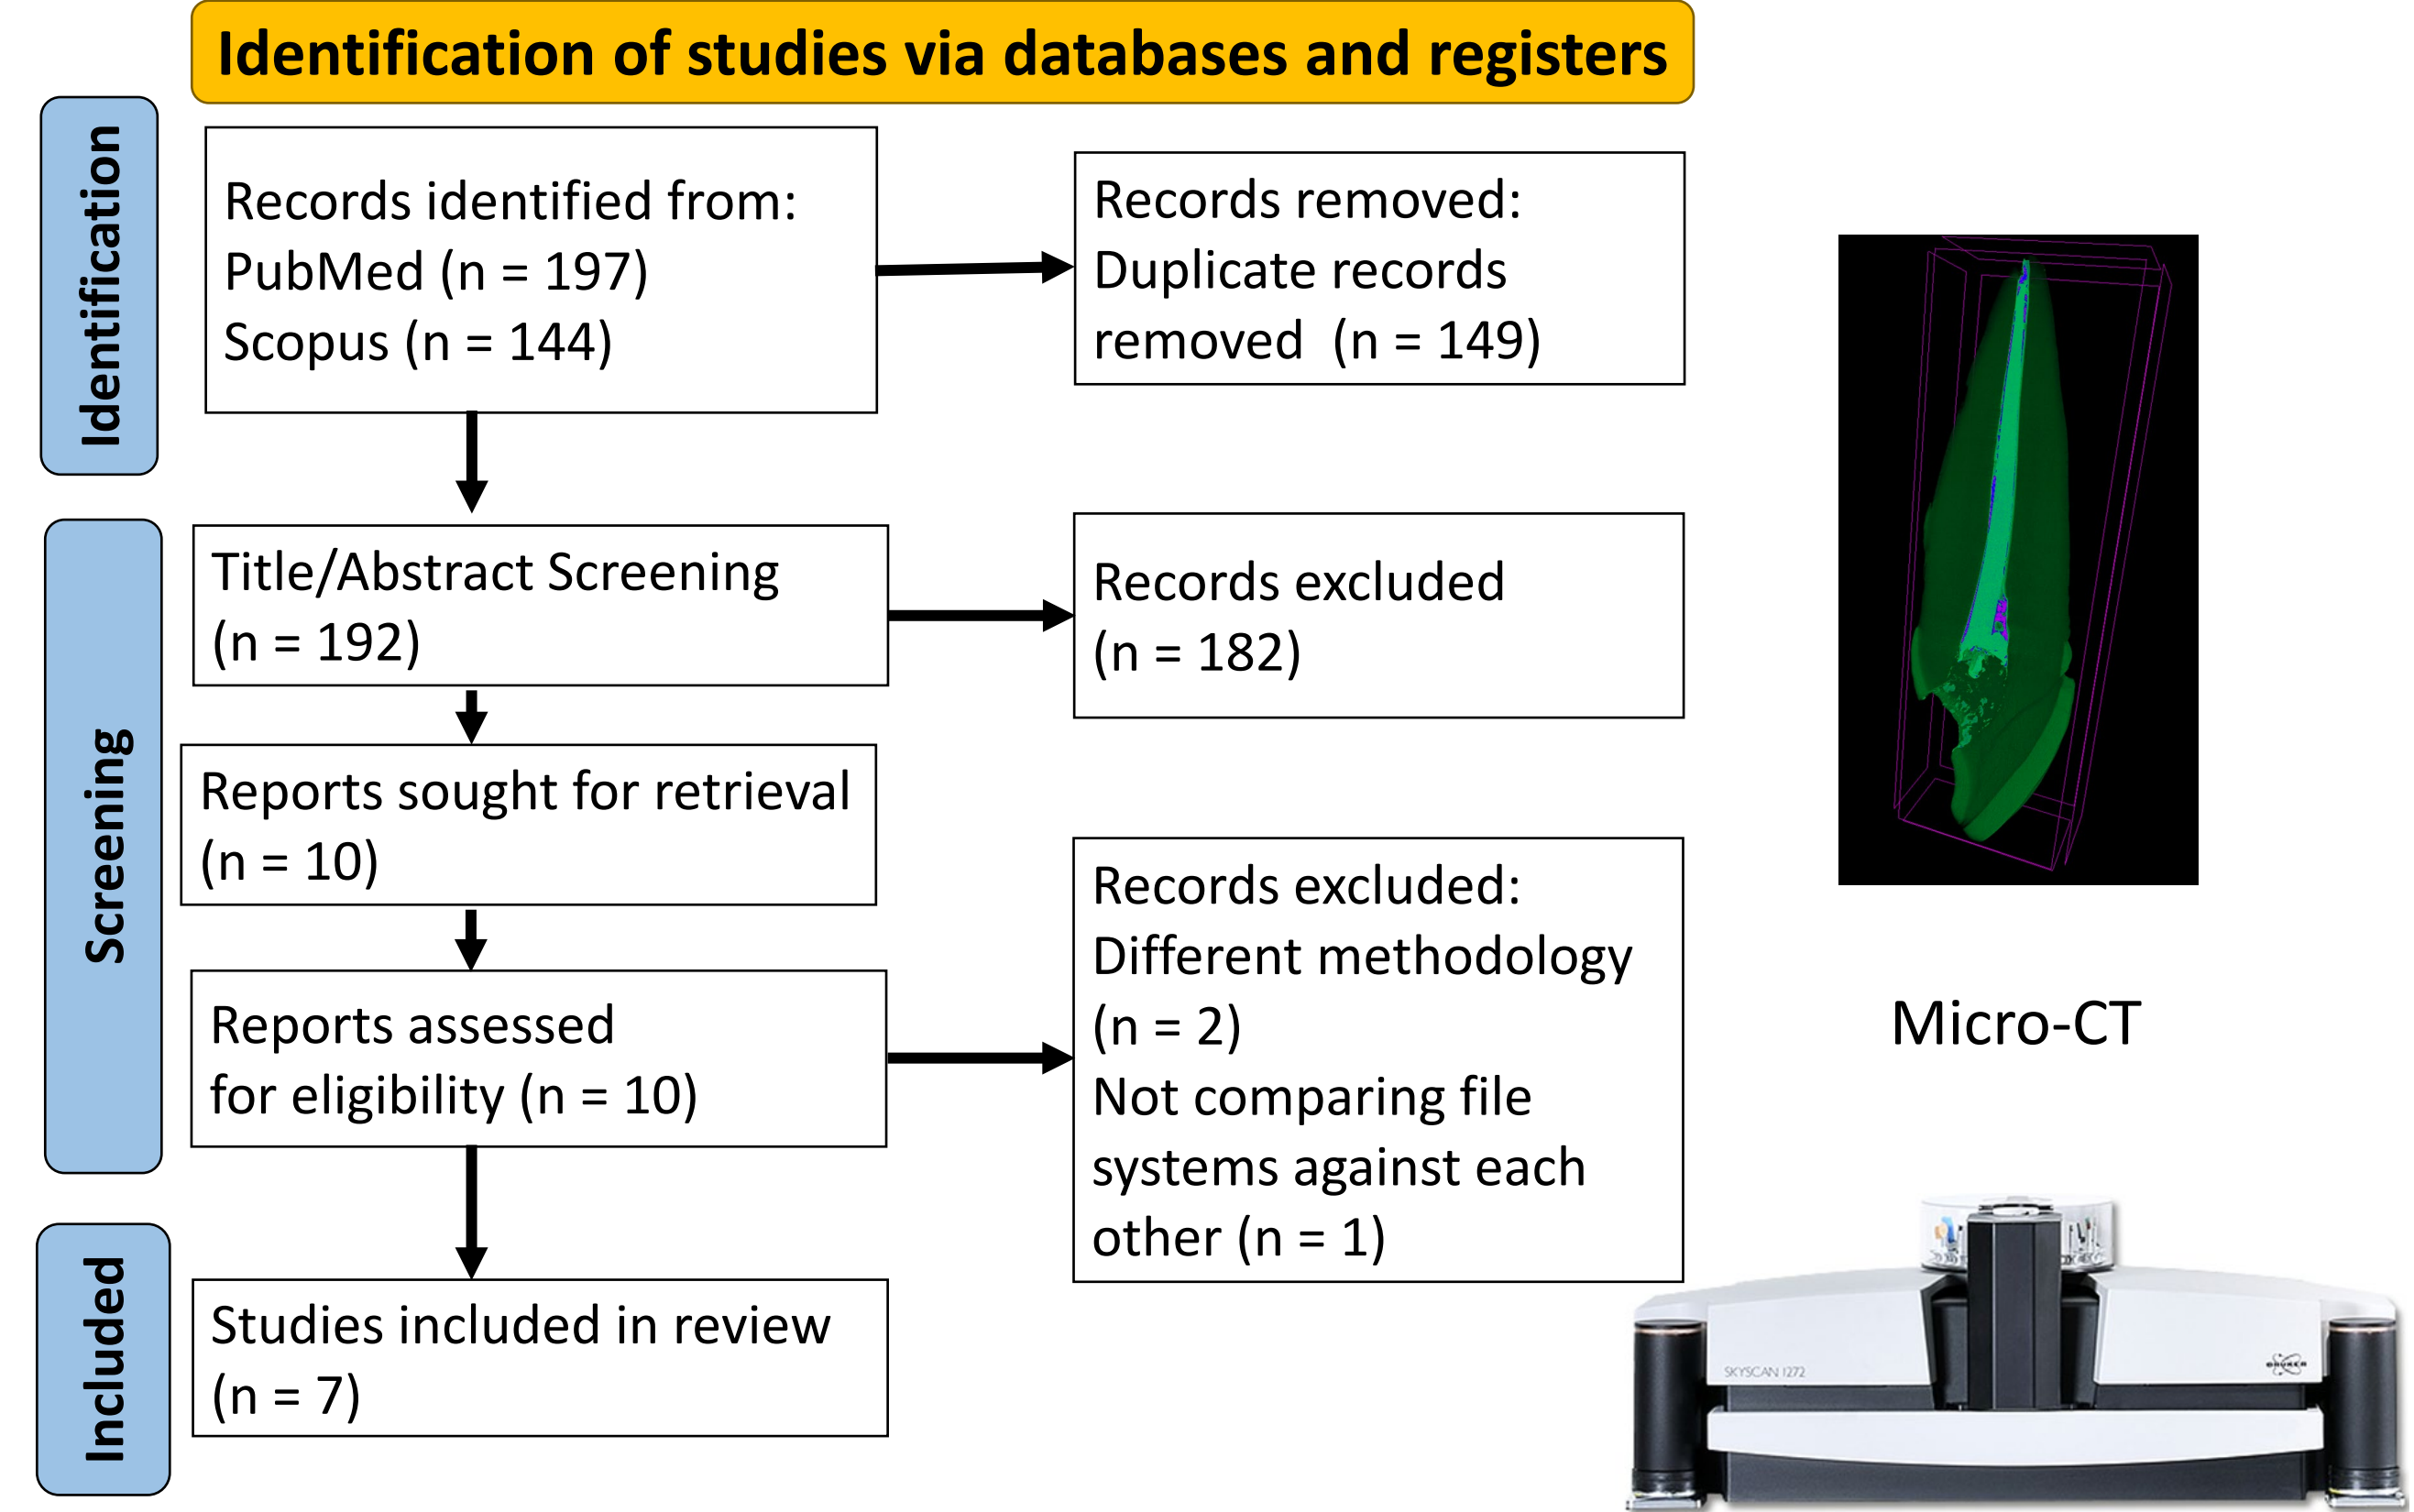 Identification of studies via databases and registers
Identification
Records identified from:
PubMed (n = 197)
Scopus (n = 144)
Records removed:
Duplicate records
removed  (n = 149)
Screening
Title/Abstract Screening
(n = 192)
Records excluded
(n = 182)
Reports sought for retrieval
(n = 10)
Reports assessed
for eligibility (n = 10)
Records excluded:
Different methodology
(n = 2)
Not comparing file
systems against each
other (n = 1)
Included
Studies included in review
(n = 7)
Micro-CT
SKYSCAN 1272
BRUKER